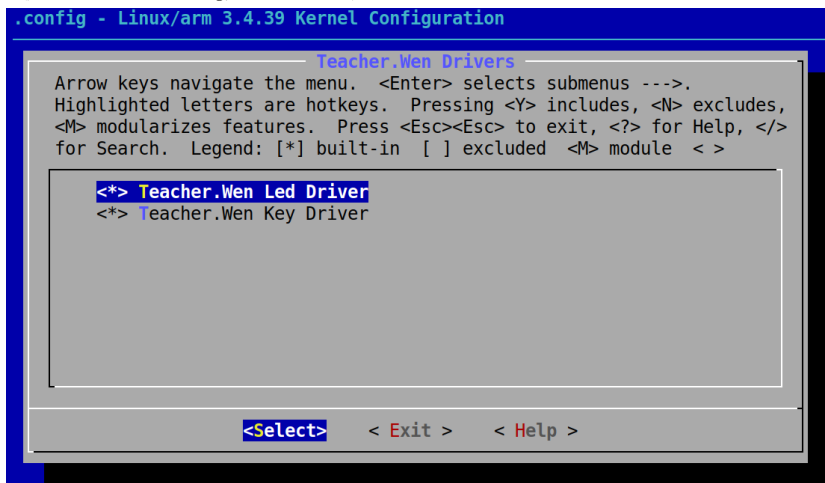 .config - Linux/arm 3.4.39 Kernel Configuration
Teacher.Wen Drivers
Arrow keys navigate the menu.  <Enter> selects submenus --->.
Highlighted letters are hotkeys.  Pressing <Y> includes, <N> excludes,
<M> modularizes features.  Press <Esc><Esc> to exit, <?> for Help, </>
for Search.  Legend: [*] built-in  [ ] excluded  <M> module  < >
<*> Teacher.Wen Led Driver
<*> Teacher.Wen Key Driver
<Select>    < Exit >    < Help >